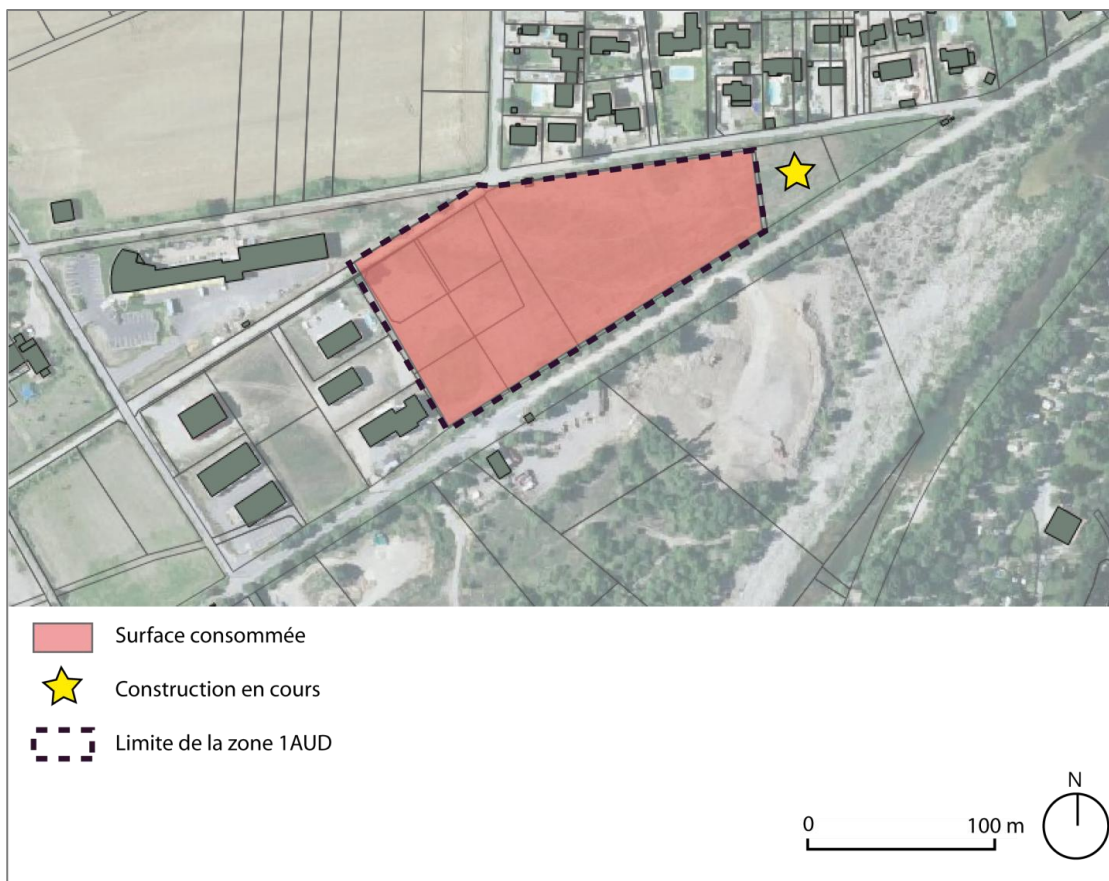 Surface consommée
Construction en cours
Limite de la zone 1AUD
N
0 100 m